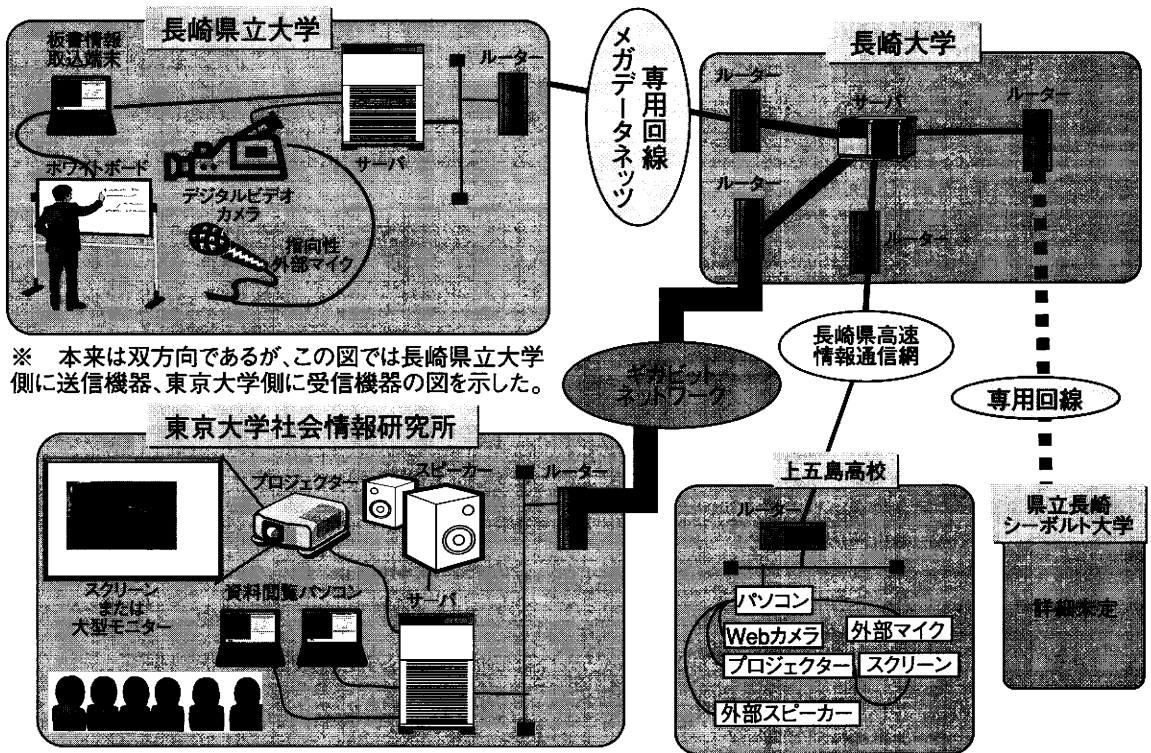 長崎県立大学
板書情報
取込端末
ルーター
サーバ
ホワイトボード
デジタルビデオ
カメラ
指向性
外部マイク
専用回線
メガデータネッツ
長崎大学
ルーター
サーバ
ルーター
ルーター
ルーター
※ 本来は双方向であるが、この図では長崎県立大学
側に送信機器、東京大学側に受信機器の図を示した。
ギガビット
ネットワーク
長崎県高速
情報通信網
専用回線
東京大学社会情報研究所
プロジェクター
スピーカー
ルーター
スクリーン
または
大型モニター
資料閲覧パソコン
サーバ
上五島高校
ルーター
パソコン
Webカメラ
外部マイク
プロジェクター
スクリーン
外部スピーカー
県立長崎
シーボルト大学
詳細未定